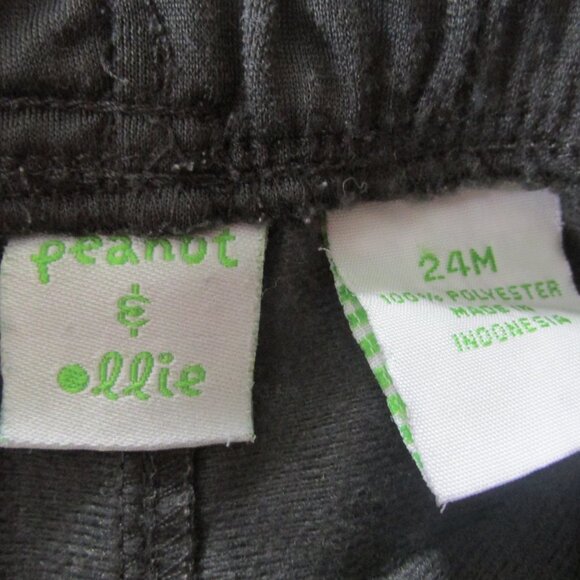 peanut
&
ollie
24M
100% POLYESTER
MADE IN
INDONESIA